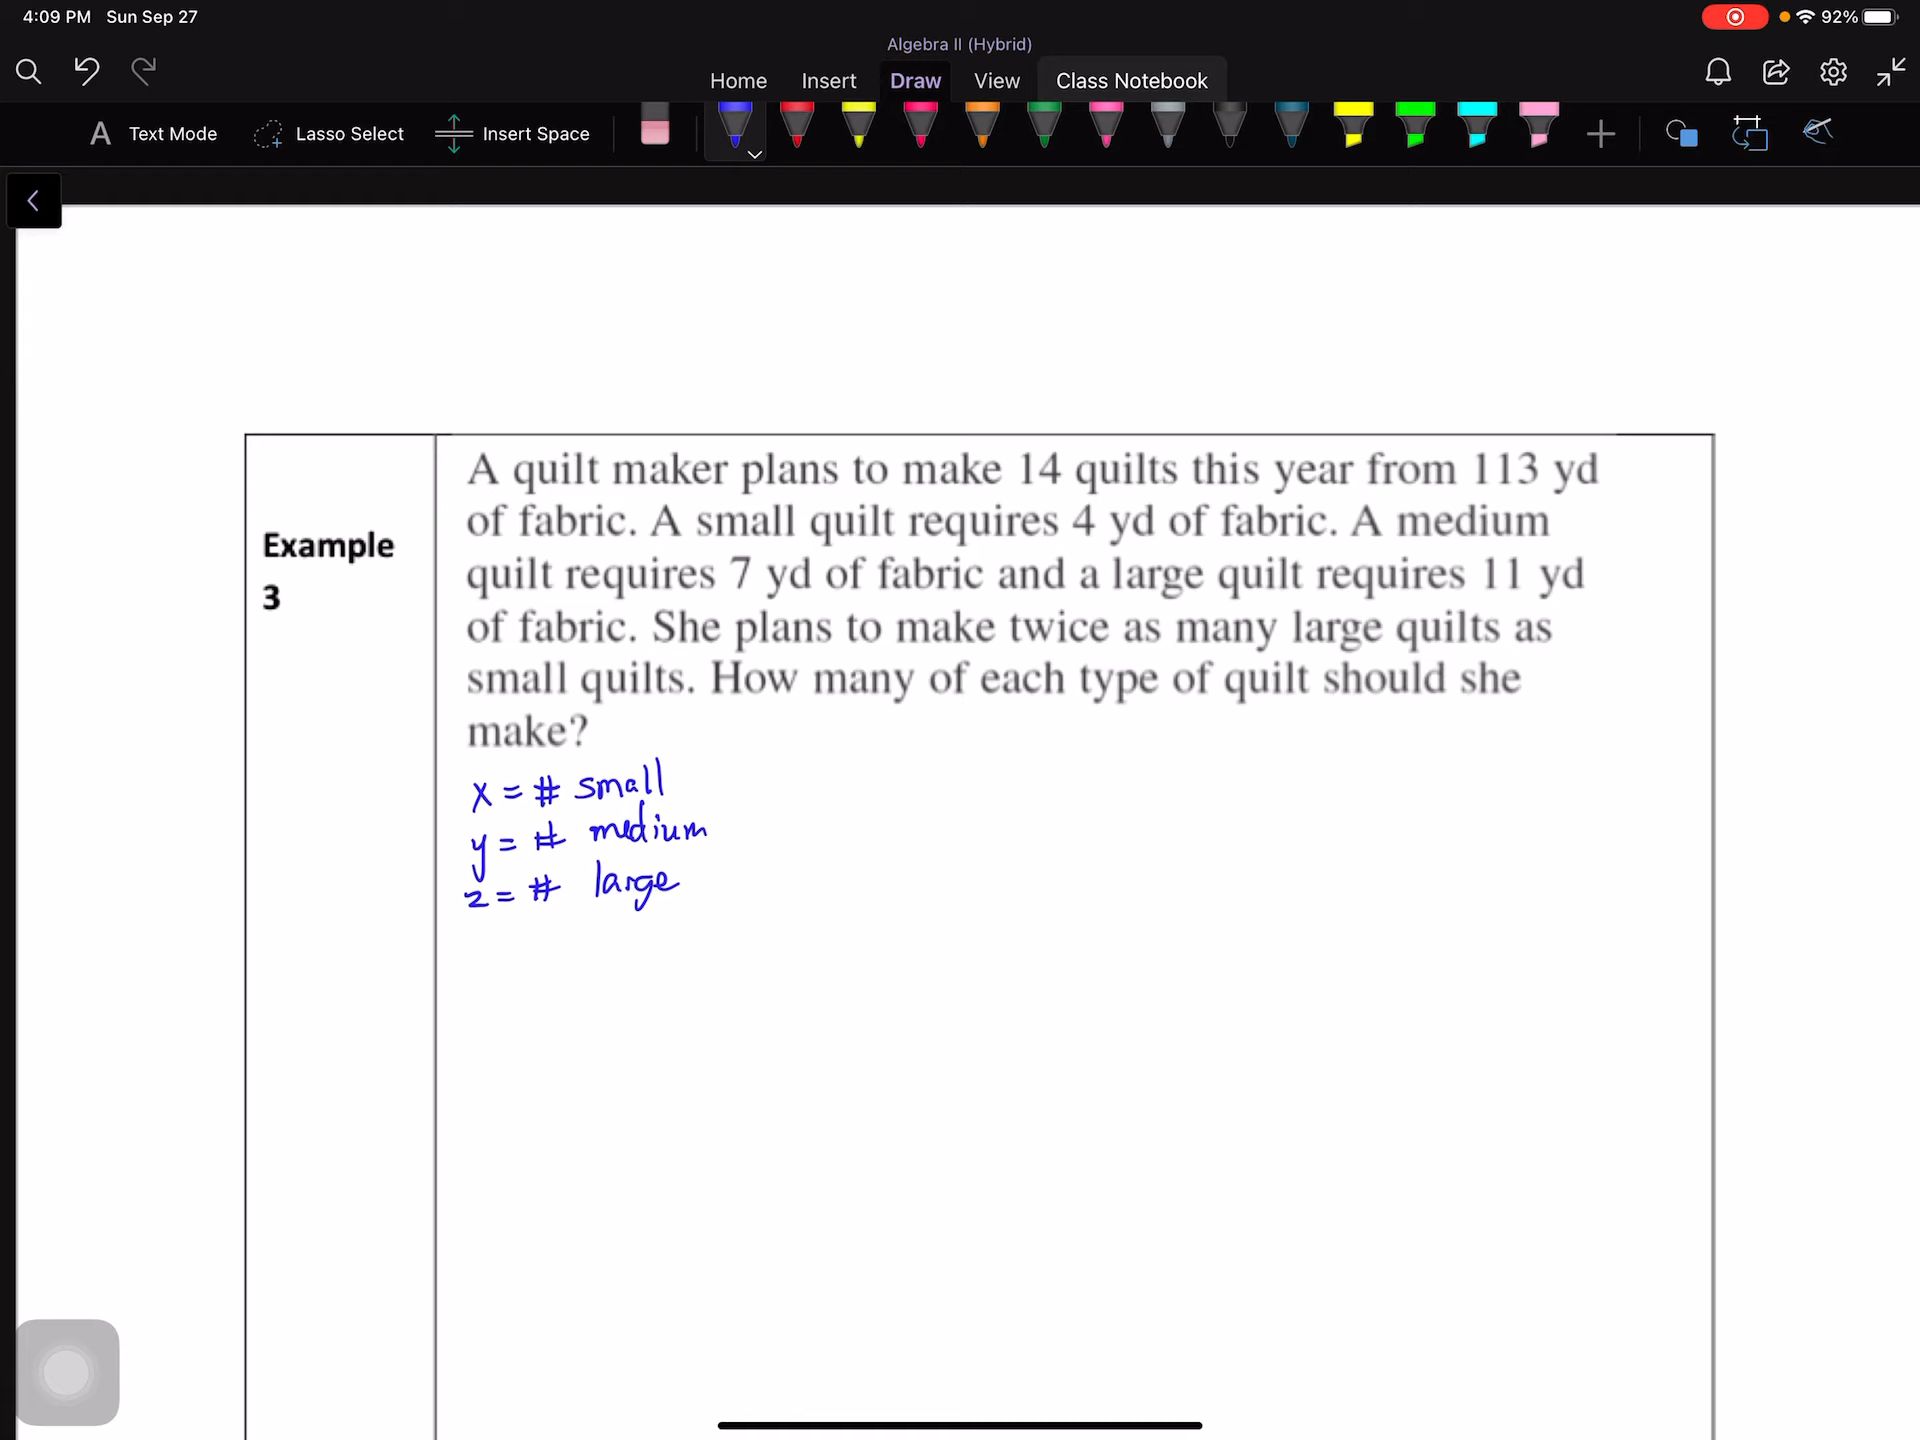 4:09 PM Sun Sep 27
92%
Algebra II (Hybrid)
Home Insert Draw View Class Notebook
A Text Mode Lasso Select Insert Space
Example
3
A quilt maker plans to make 14 quilts this year from 113 yd
of fabric. A small quilt requires 4 yd of fabric. A medium
quilt requires 7 yd of fabric and a large quilt requires 11 yd
of fabric. She plans to make twice as many large quilts as
small quilts. How many of each type of quilt should she
make?
x = # small
y = # medium
z = # large